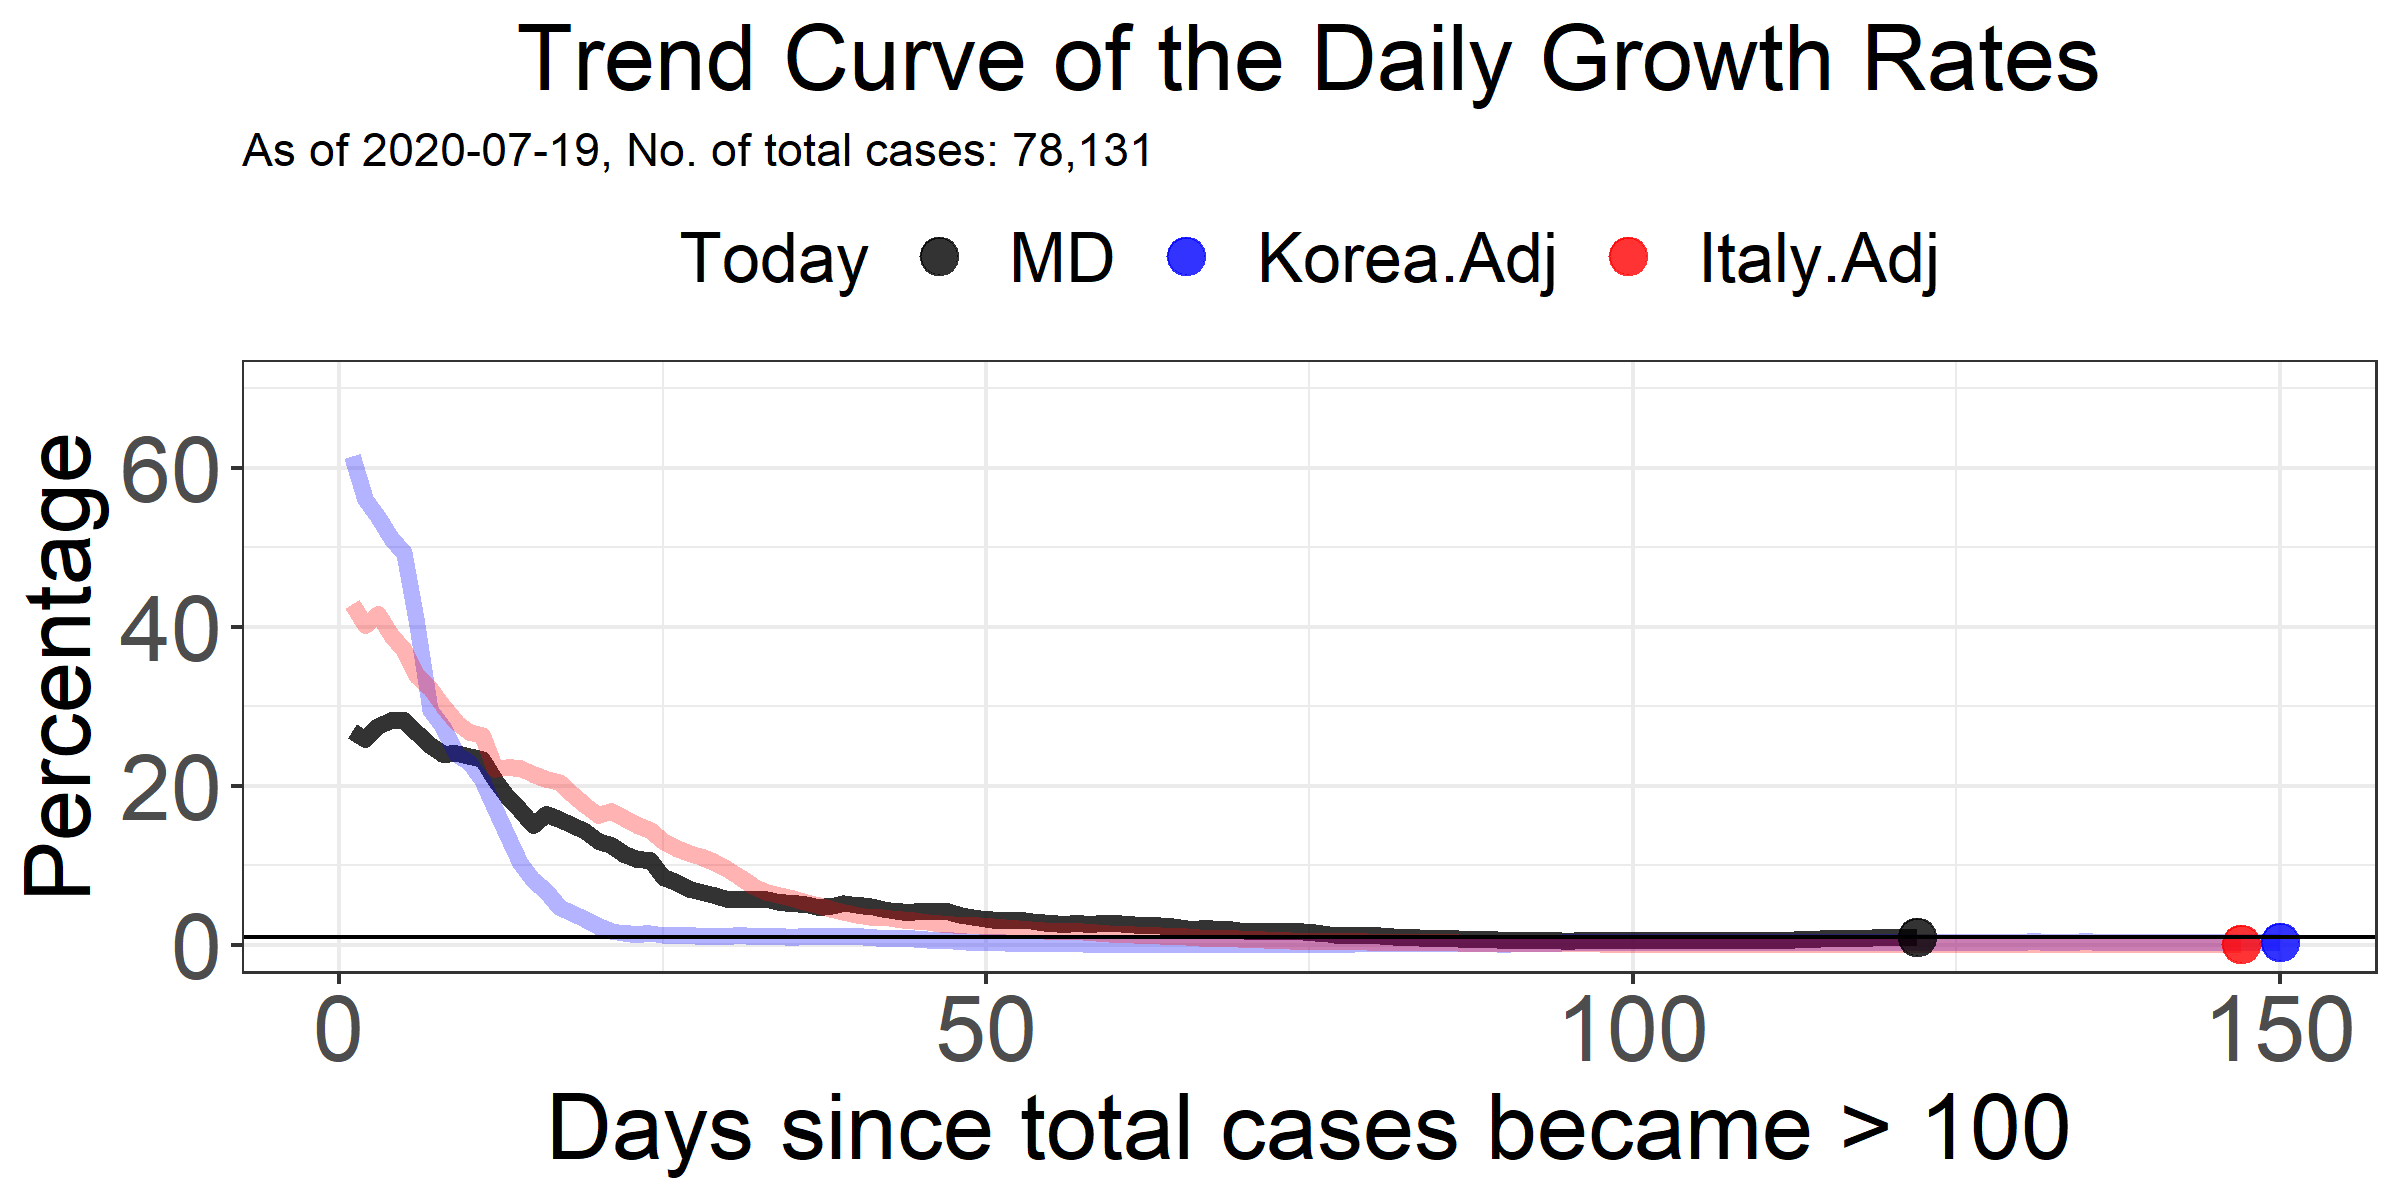 Trend Curve of the Daily Growth Rates
As of 2020-07-19, No. of total cases: 78,131
Today MD Korea.Adj Italy.Adj
Percentage
60
40
20
0
0 50 100 150
Days since total cases became > 100